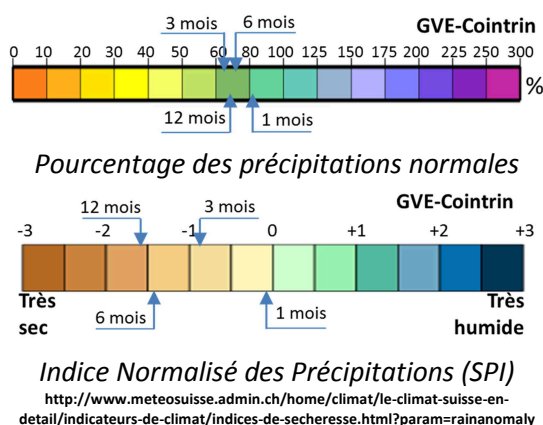 3 mois 6 mois GVE-Cointrin
0 10 15 20 30 40 50 60 80 100 125 150 175 200 225 250 300
%
12 mois 1 mois
Pourcentage des précipitations normales
GVE-Cointrin
12 mois 3 mois
-3 -2 -1 0 +1 +2 +3
Très Très
sec 6 mois 1 mois humide
Indice Normalisé des Précipitations (SPI)
http://www.meteosuisse.admin.ch/home/climat/le-climat-suisse-en-
detail/indicateurs-de-climat/indices-de-secheresse.html?param=rainanomaly